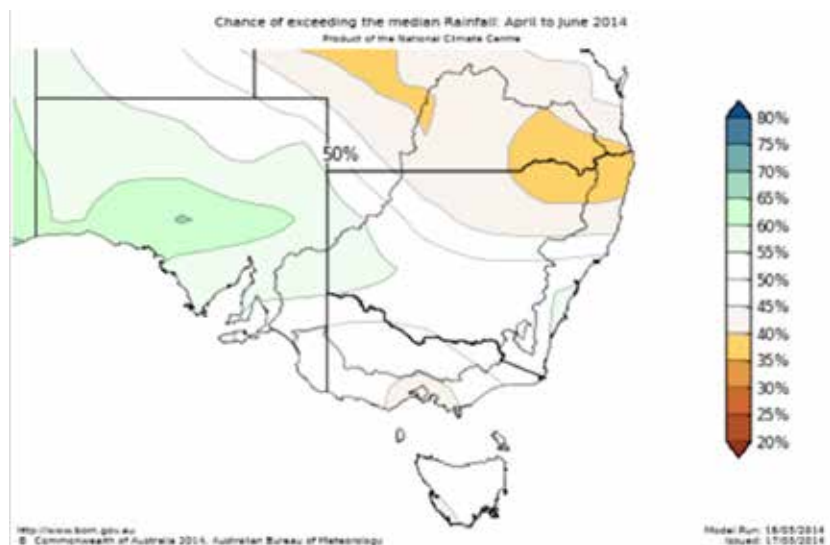 Chance of exceeding the median Rainfall: April to June 2014
Product of the National Climate Centre
50%
80%
75%
70%
65%
60%
55%
50%
45%
40%
35%
30%
25%
20%
http://www.bom.gov.au
© Commonwealth of Australia 2014, Australian Bureau of Meteorology
Model Run: 16/03/2014
Issued: 17/03/2014